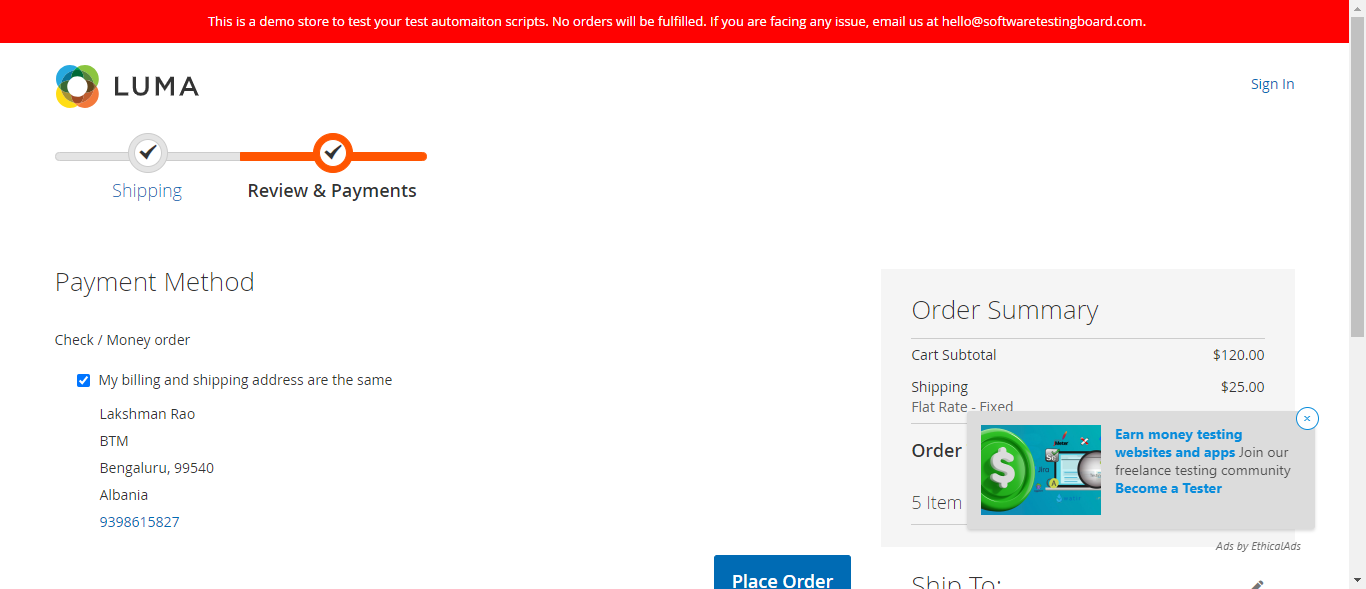 This is a demo store to test your test automaiton scripts. No orders will be fulfilled. If you are facing any issue, email us at hello@softwaretestingboard.com.
LUMA
Sign In
Shipping
Review & Payments
Payment Method
Check / Money order
My billing and shipping address are the same
Lakshman Rao
BTM
Bengaluru, 99540
Albania
9398615827
Place Order
Order Summary
Cart Subtotal $120.00
Shipping $25.00
Flat Rate - Fixed
Order
5 Item
Earn money testing
websites and apps Join our
freelance testing community
Become a Tester
Ads by EthicalAds
Ship To: